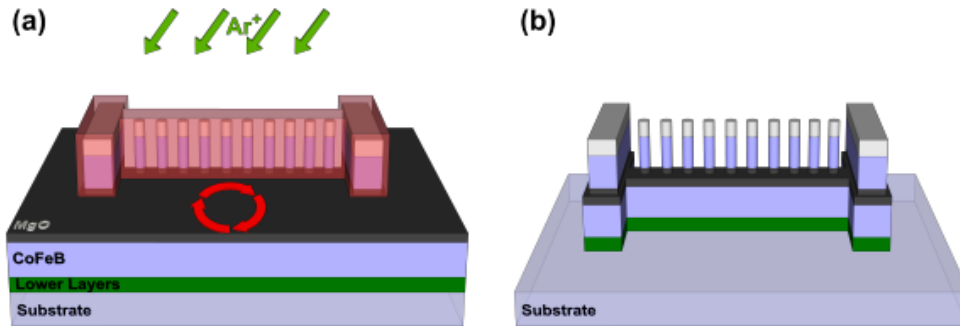 (a)
Ar+
MgO
CoFeB
Lower Layers
Substrate
(b)
Substrate